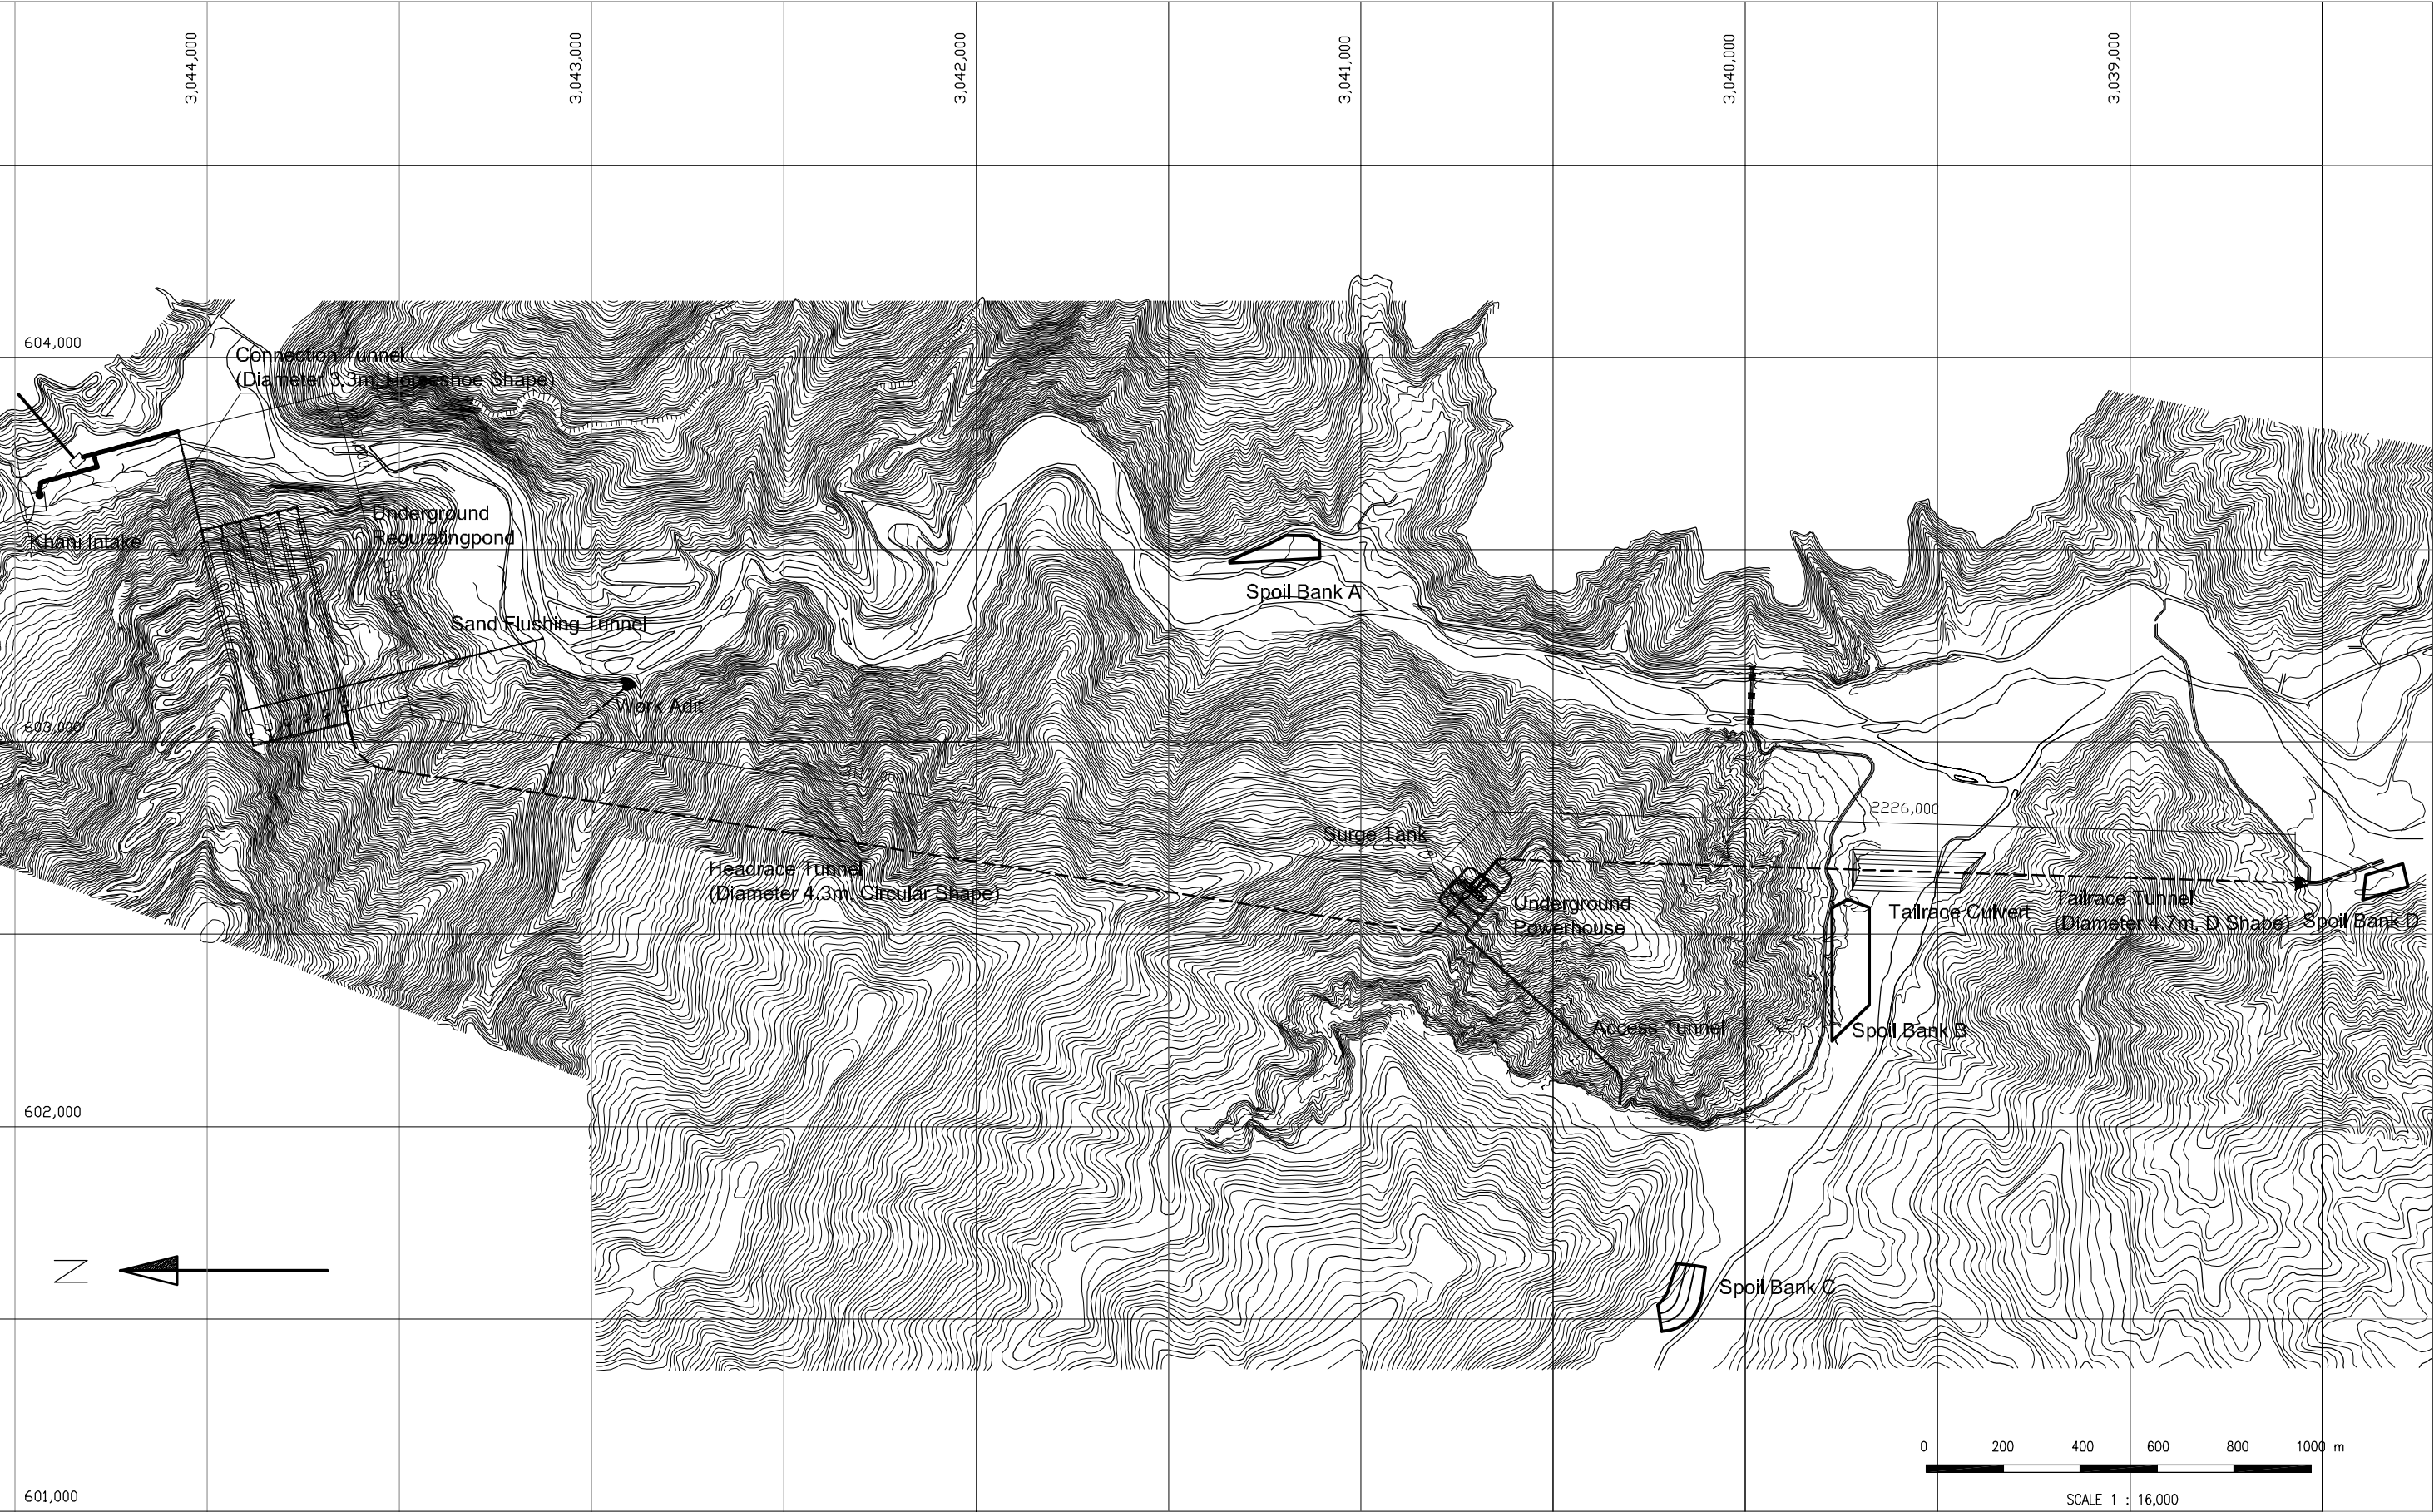 3,044,000
3,043,000
3,042,000
3,041,000
3,040,000
3,039,000
604,000
Connection Tunnel
(Diameter 3.3m, Horseshoe Shape)
Khani Intake
Underground
Reguratingpond
Spoil Bank A
Sand Flushing Tunnel
Work Adit
603,000
2226,000
Surge Tank
Headrace Tunnel
(Diameter 4.3m, Circular Shape)
Underground
Powerhouse
Tailrace Culvert
Tailrace Tunnel
(Diameter 4.7m, D Shape)
Spoil Bank D
Access Tunnel
Spoil Bank B
602,000
N
Spoil Bank C
0 200 400 600 800 1000 m
SCALE 1 : 16,000
601,000